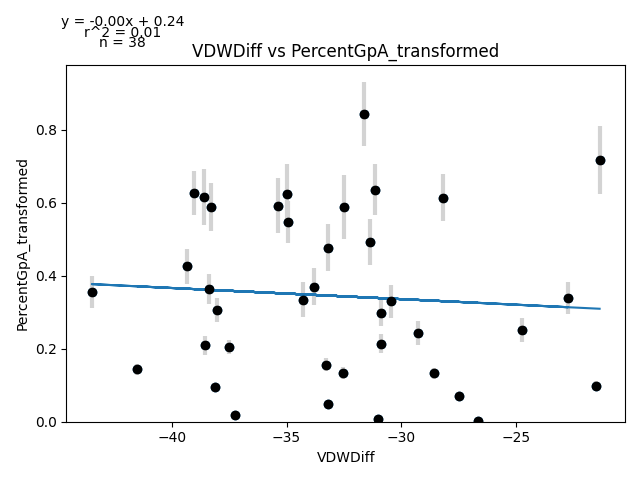 y = -0.00x + 0.24
r^2 = 0.01
n = 38
VDWDiff vs PercentGpA_transformed
PercentGpA_transformed
0.8
0.6
0.4
0.2
0.0
−40
−35
−30
−25
VDWDiff